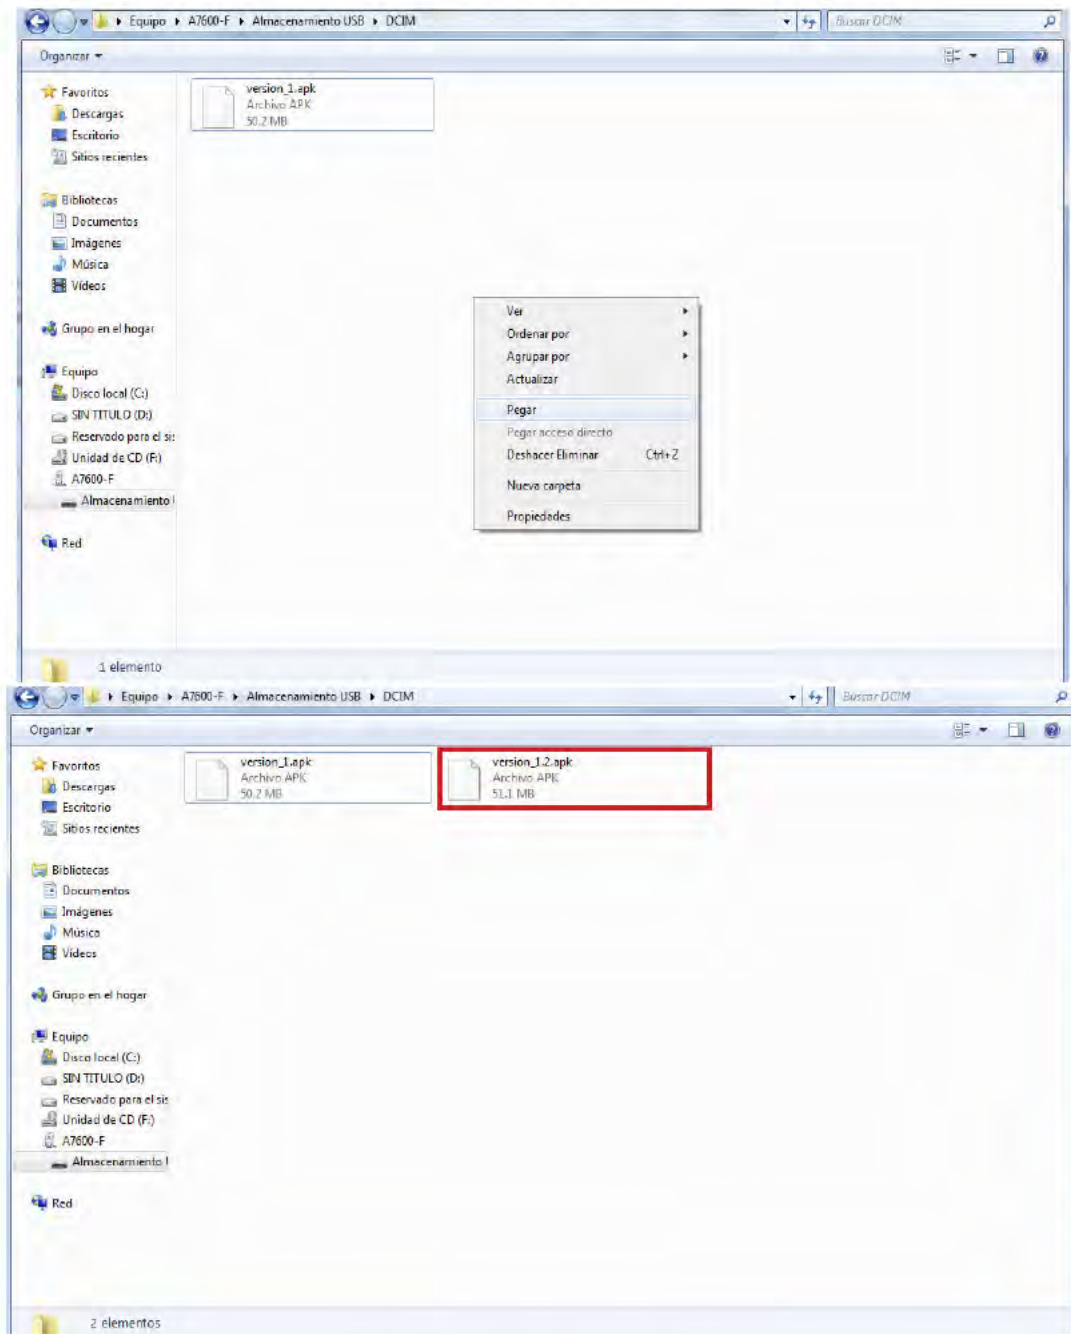 Equipo ▸ A7600-F ▸ Almacenamiento USB ▸ DCIM
Buscar DCIM
Organizar
Favoritos
Descargas
Escritorio
Sitios recientes
Bibliotecas
Documentos
Imágenes
Música
Vídeos
Grupo en el hogar
Equipo
Disco local (C:)
SIN TITULO (D:)
Reservado para el sis
Unidad de CD (F:)
A7600-F
Almacenamiento
Red
version_1.apk
Archivo APK
50.2 MB
Ver
Ordenar por
Agrupar por
Actualizar
Pegar
Pegar acceso directo
Deshacer Eliminar Ctrl+Z
Nueva carpeta
Propiedades
1 elemento
Equipo ▸ A7600-F ▸ Almacenamiento USB ▸ DCIM
Buscar DCIM
Organizar
Favoritos
Descargas
Escritorio
Sitios recientes
Bibliotecas
Documentos
Imágenes
Música
Vídeos
Grupo en el hogar
Equipo
Disco local (C:)
SIN TITULO (D:)
Reservado para el sis
Unidad de CD (F:)
A7600-F
Almacenamiento
Red
version_1.apk
Archivo APK
50.2 MB
version_1.2.apk
Archivo APK
51.1 MB
2 elementos